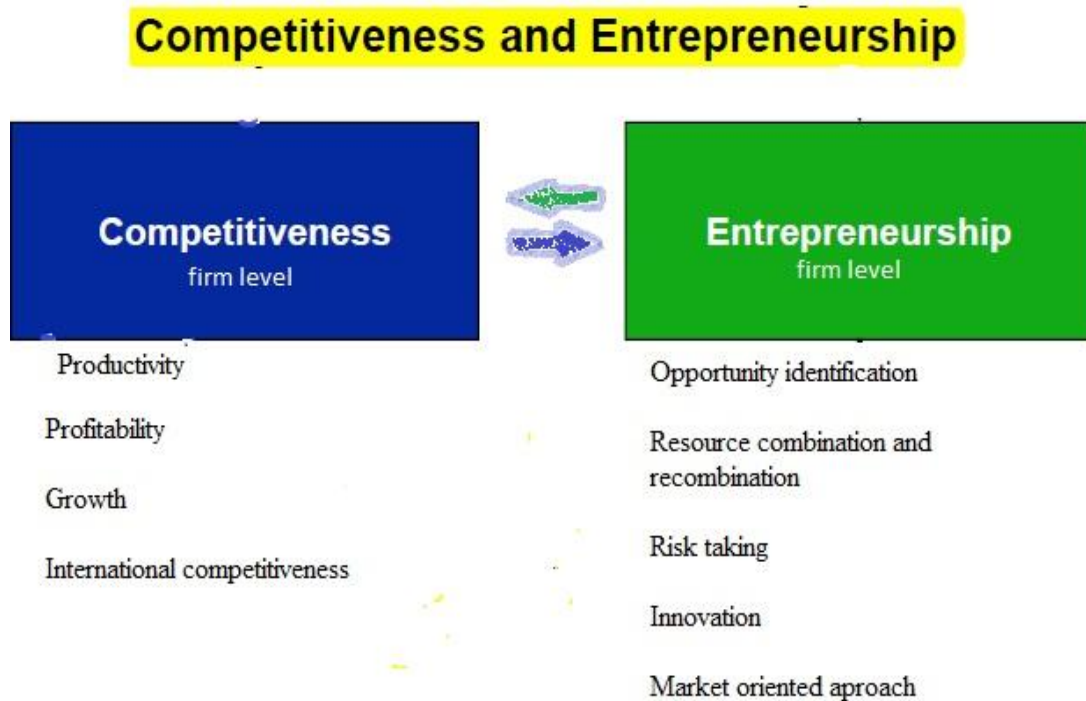 Competitiveness and Entrepreneurship
Competitiveness
firm level
Productivity
Profitability
Growth
International competitiveness
Entrepreneurship
firm level
Opportunity identification
Resource combination and
recombination
Risk taking
Innovation
Market oriented aproach